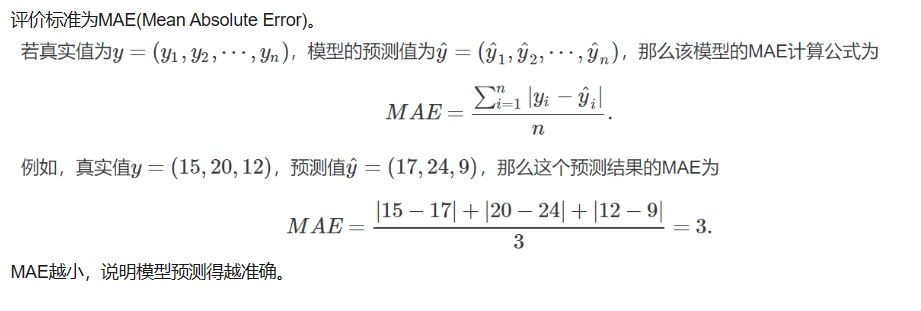 评价标准为MAE(Mean Absolute Error)。
若真实值为y = (y₁, y₂, ⋯ , yₙ)，模型的预测值为ŷ = (ŷ₁, ŷ₂, ⋯ , ŷₙ)，那么该模型的MAE计算公式为
MAE = ∑ⁿᵢ₌₁ |yᵢ − ŷᵢ| / n .
例如，真实值y = (15, 20, 12)，预测值ŷ = (17, 24, 9)，那么这个预测结果的MAE为
MAE = |15 − 17| + |20 − 24| + |12 − 9| / 3 = 3.
MAE越小，说明模型预测得越准确。